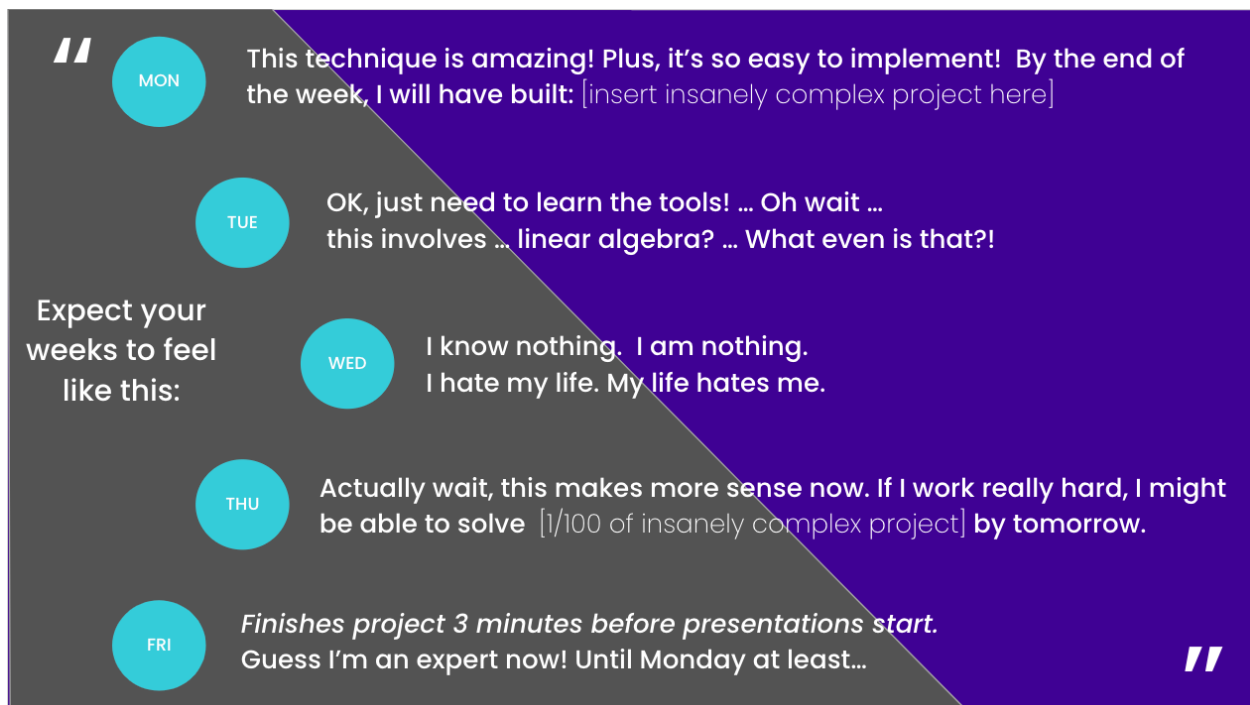 “
MON
This technique is amazing! Plus, it’s so easy to implement!  By the end of
the week, I will have built: [insert insanely complex project here]
TUE
OK, just need to learn the tools! … Oh wait …
this involves … linear algebra? … What even is that?!
Expect your
weeks to feel
like this:
WED
I know nothing.  I am nothing.
I hate my life. My life hates me.
THU
Actually wait, this makes more sense now. If I work really hard, I might
be able to solve  [1/100 of insanely complex project] by tomorrow.
FRI
Finishes project 3 minutes before presentations start.
Guess I’m an expert now! Until Monday at least…
”